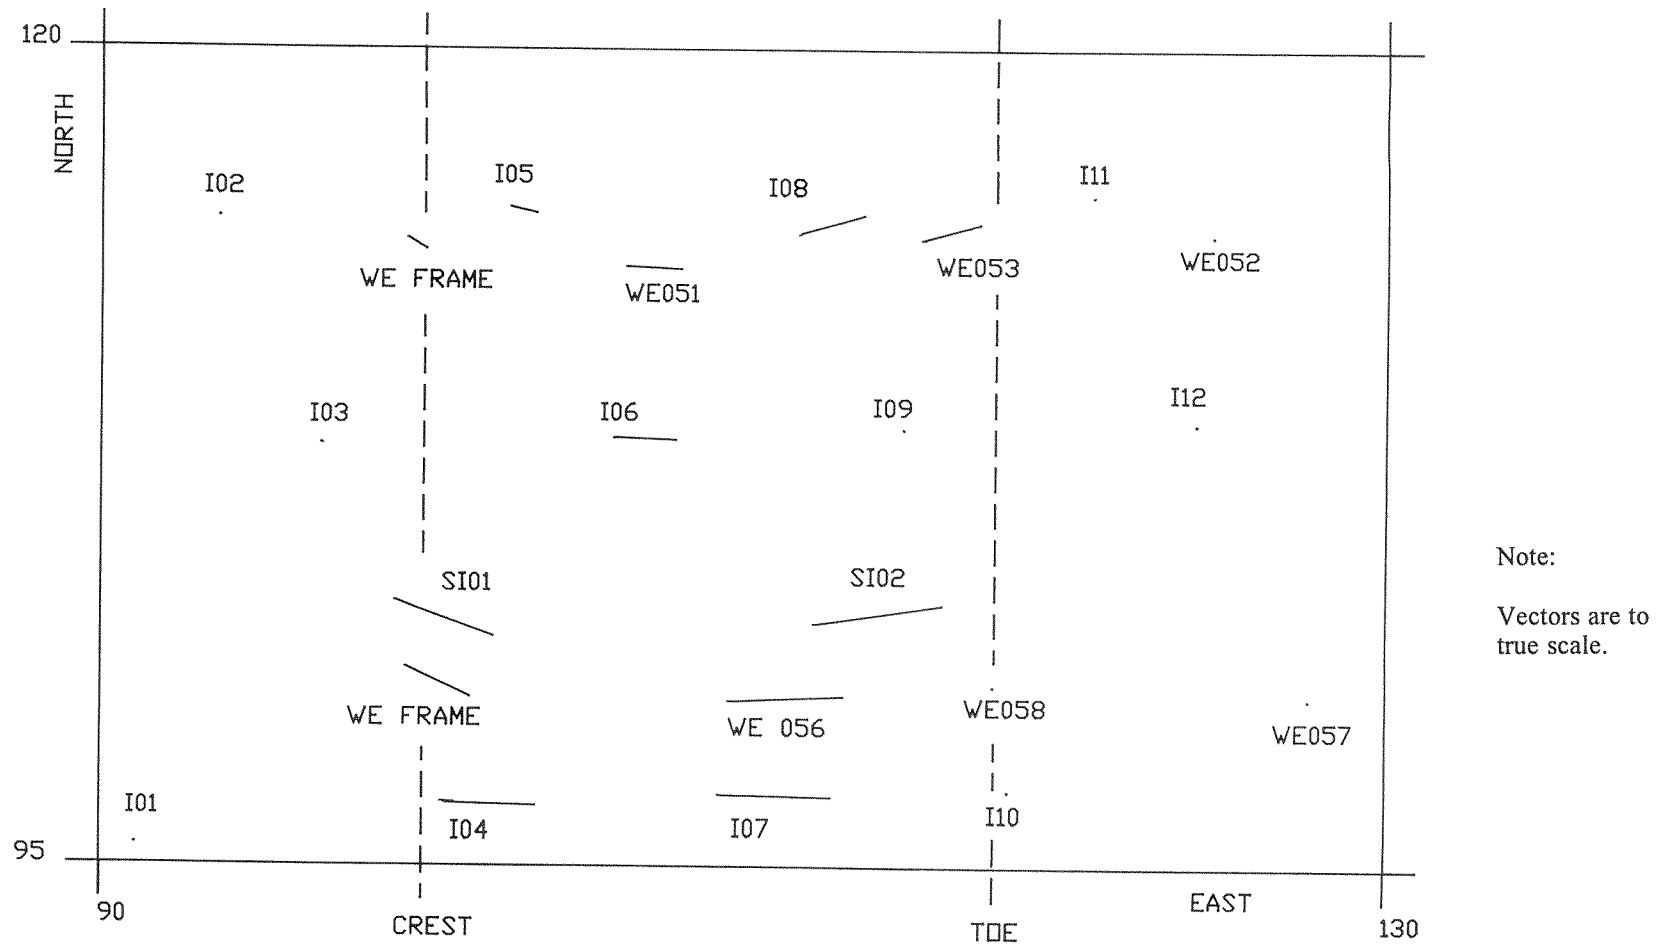 120
NORTH
I02
I05
I08
I11
WE FRAME
WE051
WE053
WE052
I03
I06
I09
I12
SI01
SI02
Note:
Vectors are to
true scale.
WE FRAME
WE 056
WE058
WE057
I01
I04
I07
I10
95
90
CREST
TOE
EAST
130